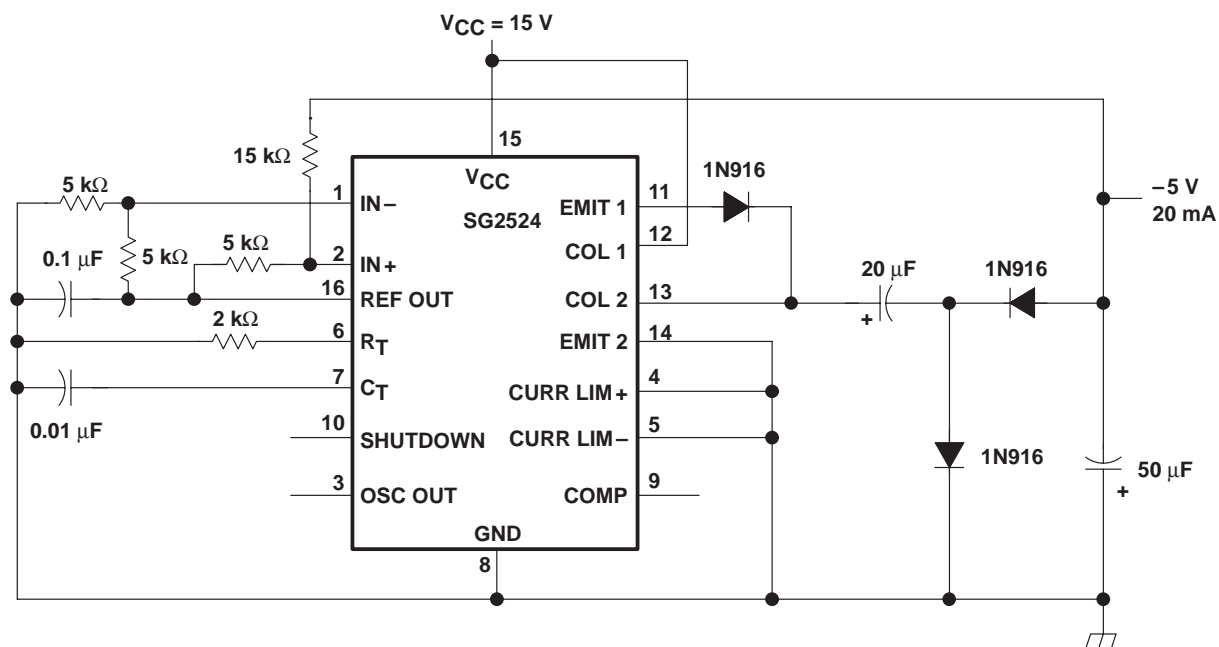 VCC = 15 V
15 kΩ
15
5 kΩ
1
IN−
VCC
SG2524
EMIT 1
11
1N916
−5 V
20 mA
COL 1
12
0.1 µF
5 kΩ
5 kΩ
2
IN+
16
REF OUT
COL 2
13
20 µF
+
1N916
2 kΩ
6
RT
EMIT 2
14
7
CT
CURR LIM+
4
0.01 µF
10
SHUTDOWN
CURR LIM−
5
1N916
50 µF
+
3
OSC OUT
COMP
9
GND
8